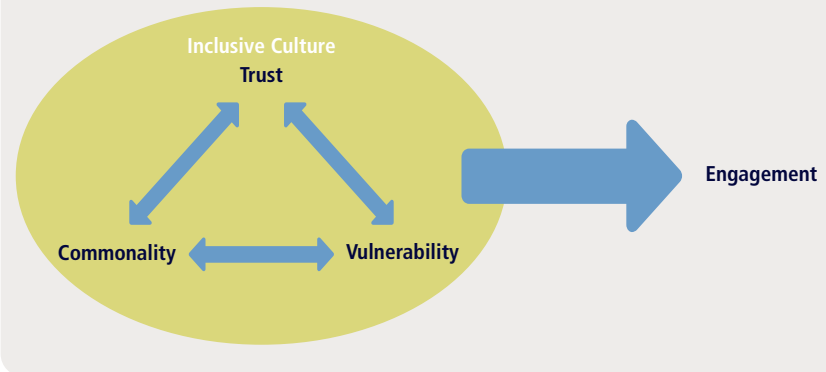 Inclusive Culture
Trust
Engagement
Commonality
Vulnerability